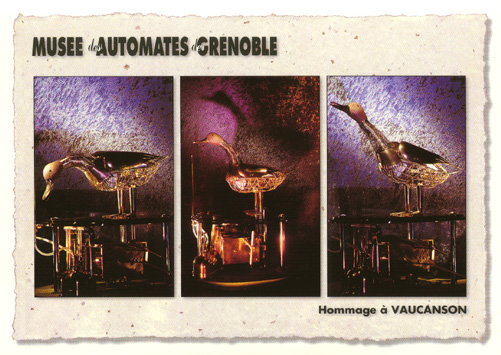 MUSEE des AUTOMATES de GRENOBLE
Hommage à VAUCANSON